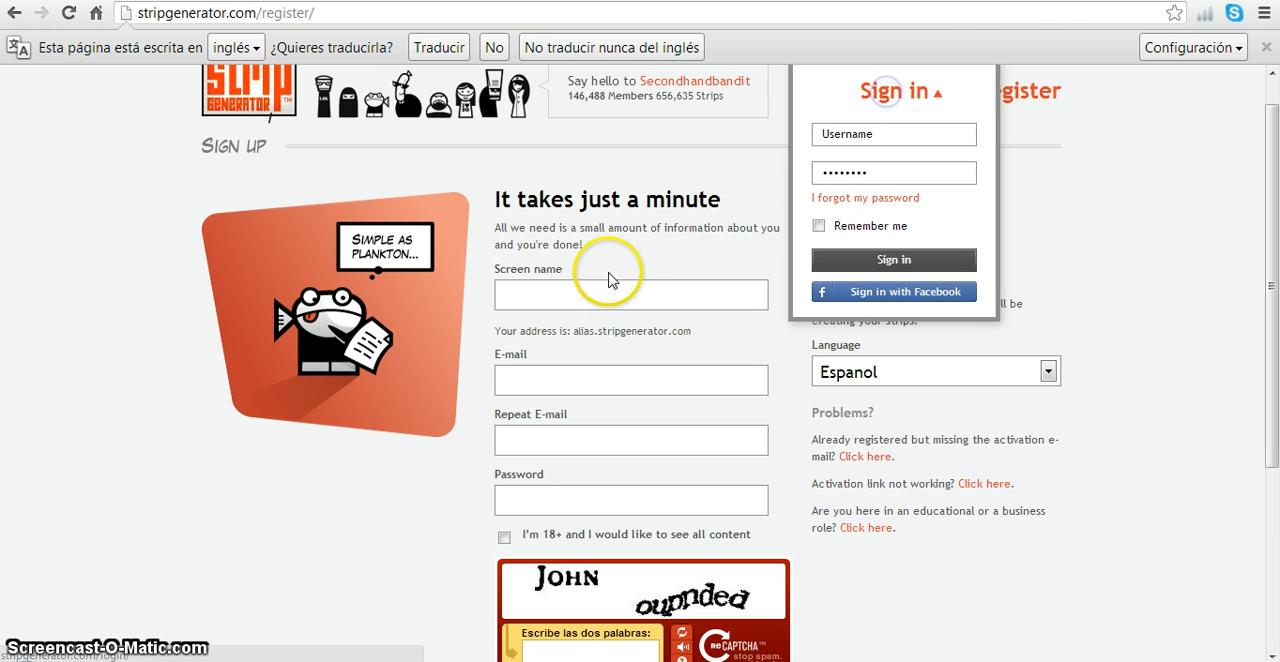 stripgenerator.com/register/
Esta página está escrita en inglés ¿Quieres traducirla? Traducir No No traducir nunca del inglés Configuración
STRIP
GENERATOR™
Say hello to Secondhandbandit
146,488 Members 656,635 Strips
Sign in
egister
SIGN UP
Username
••••••••
I forgot my password
Remember me
Sign in
Sign in with Facebook
SIMPLE AS
PLANKTON...
It takes just a minute
All we need is a small amount of information about you
and you're done!
Screen name
Your address is: alias.stripgenerator.com
E-mail
Repeat E-mail
Password
I'm 18+ and I would like to see all content
ll be
creating your strips.
Language
Espanol
Problems?
Already registered but missing the activation e-
mail? Click here.
Activation link not working? Click here.
Are you here in an educational or a business
role? Click here.
JOHN
Escribe las dos palabras:
reCAPTCHA™
stop spam.
Screencast-O-Matic.com
stripgenerator.com/login/